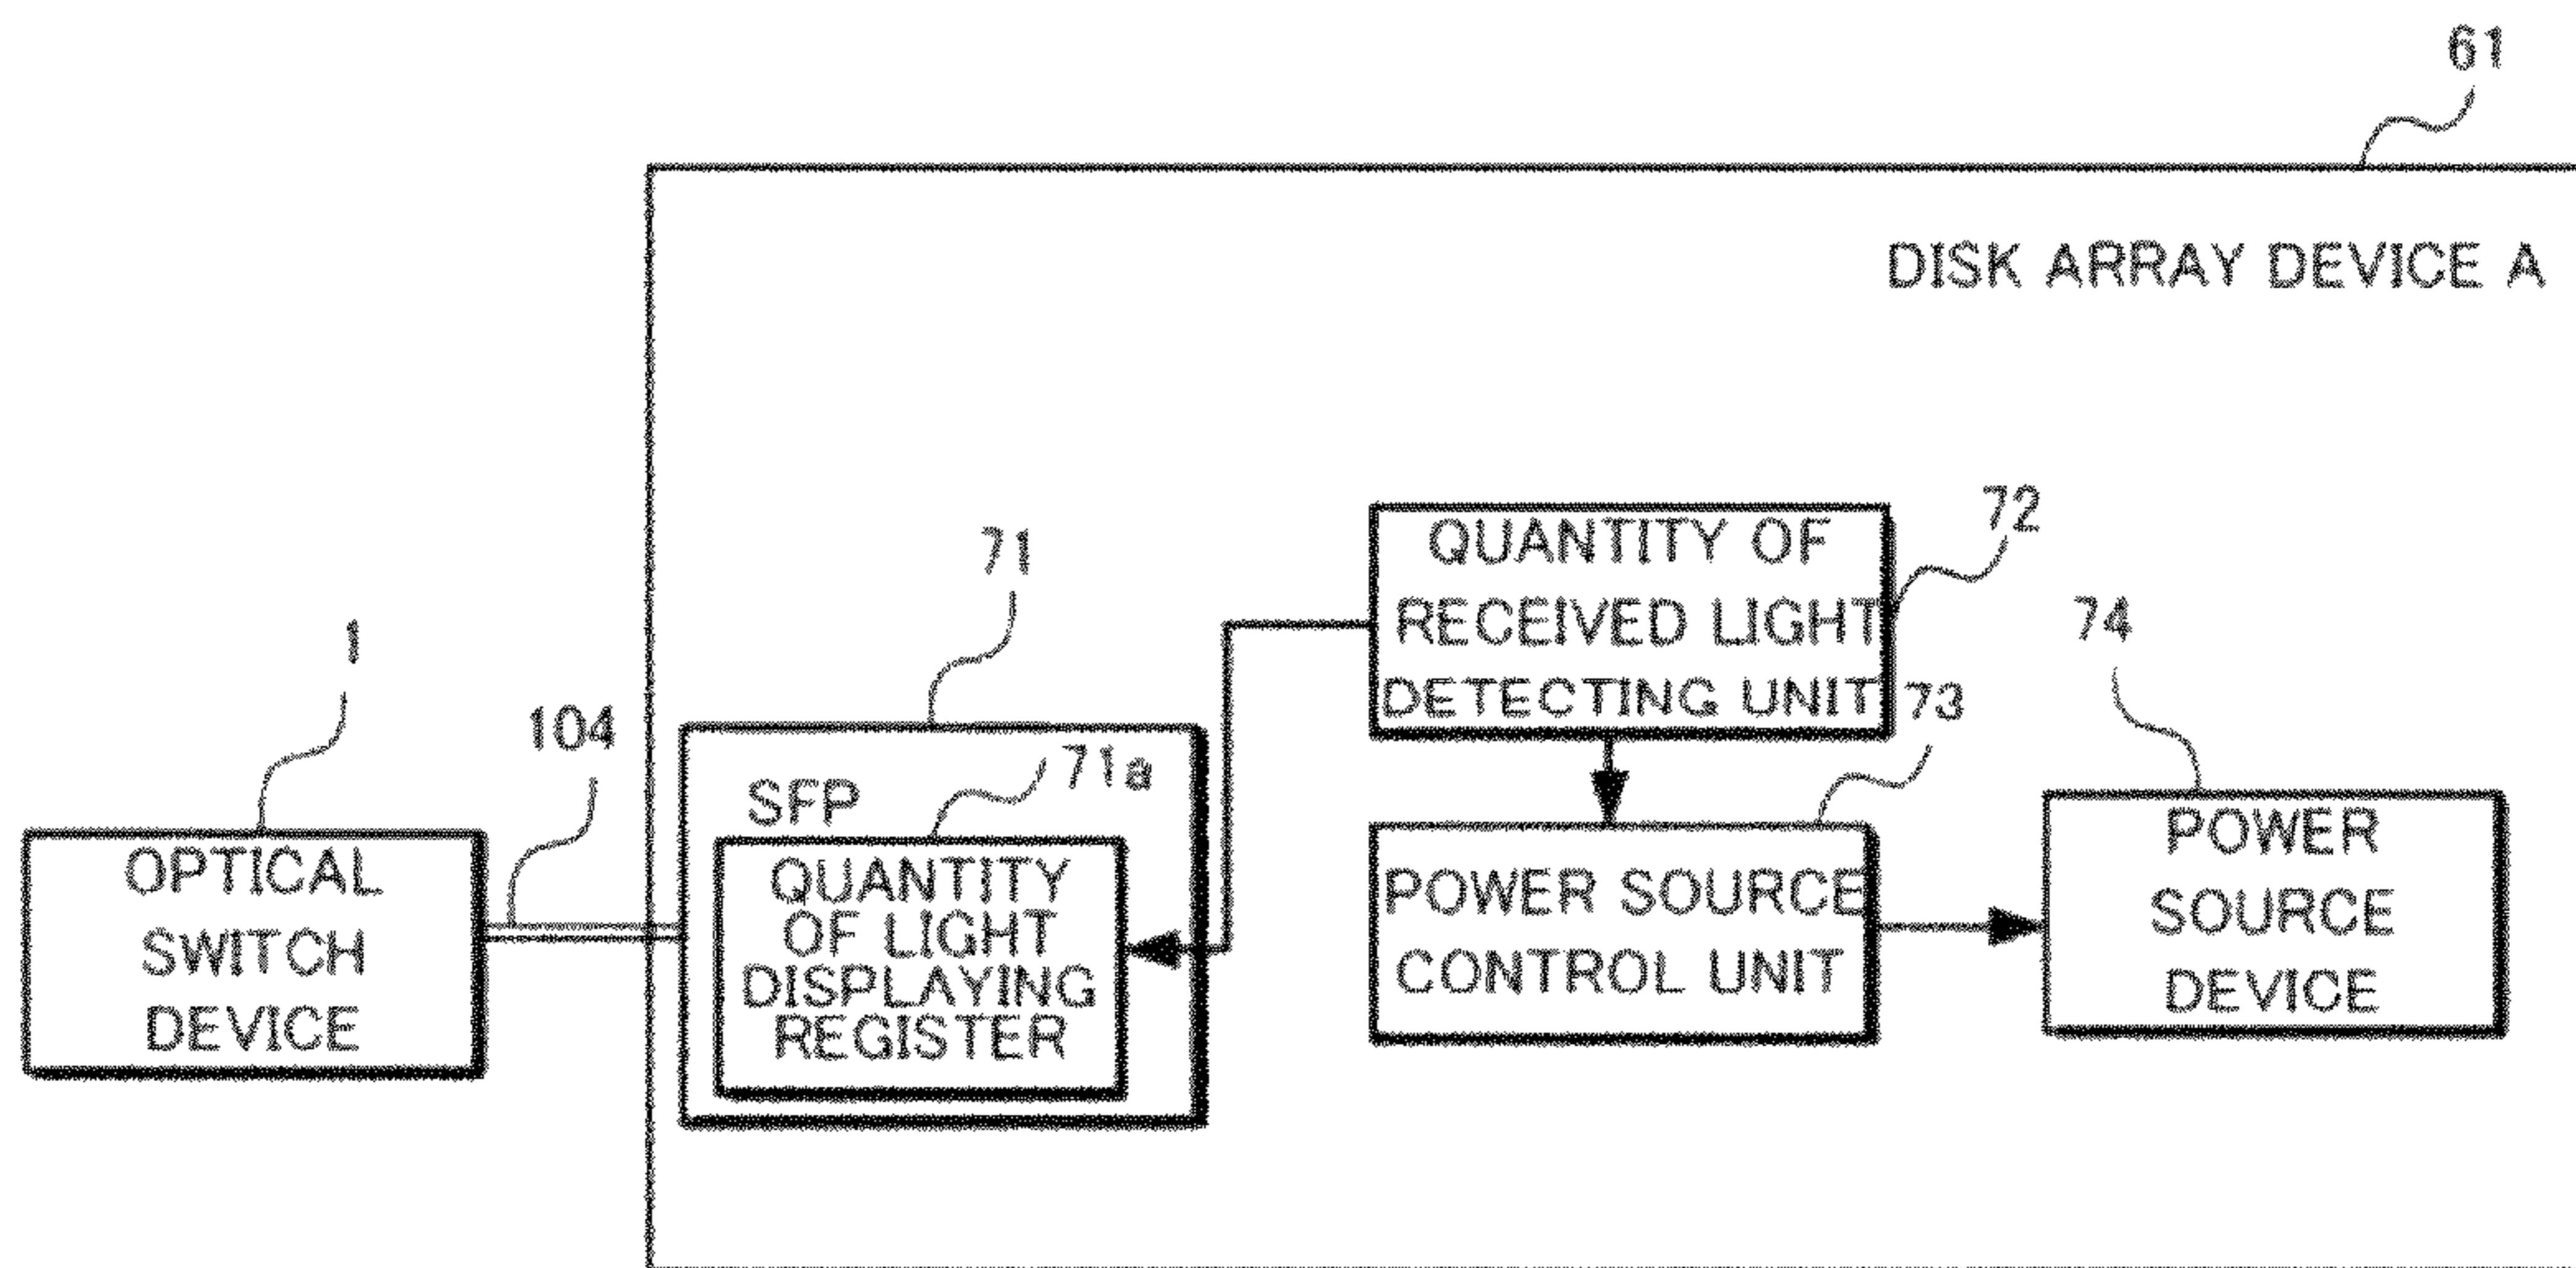 61
DISK ARRAY DEVICE A
72
QUANTITY OF
RECEIVED LIGHT
DETECTING UNIT
71
74
1
104
73
71a
SFP
OPTICAL
SWITCH
DEVICE
QUANTITY
OF LIGHT
DISPLAYING
REGISTER
POWER SOURCE
CONTROL UNIT
POWER
SOURCE
DEVICE